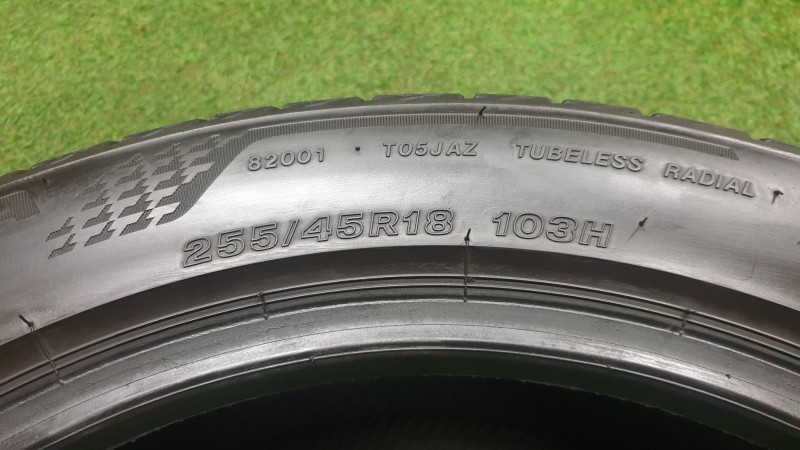 82001 • T05JAZ TUBELESS RADIAL
255/45R18 103H